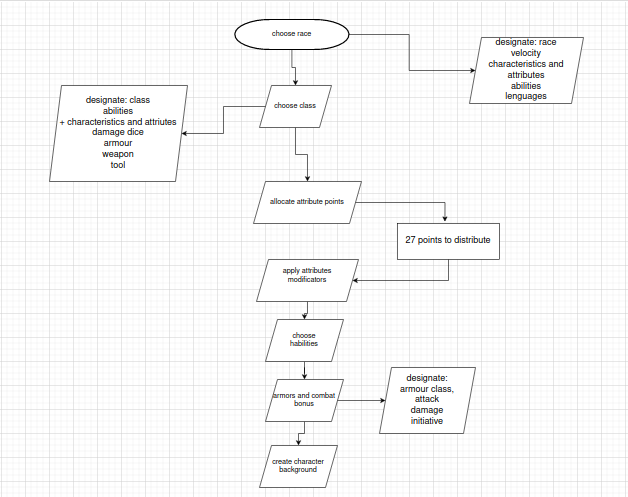 choose race
designate: race
velocity
characteristics and
attributes
abilities
lenguages
choose class
designate: class
abilities
+ characteristics and attriutes
damage dice
armour
weapon
tool
allocate attribute points
27 points to distribute
apply attributes
modificators
choose
habilities
armors and combat
bonus
designate:
armour class,
attack
damage
initiative
create character
background